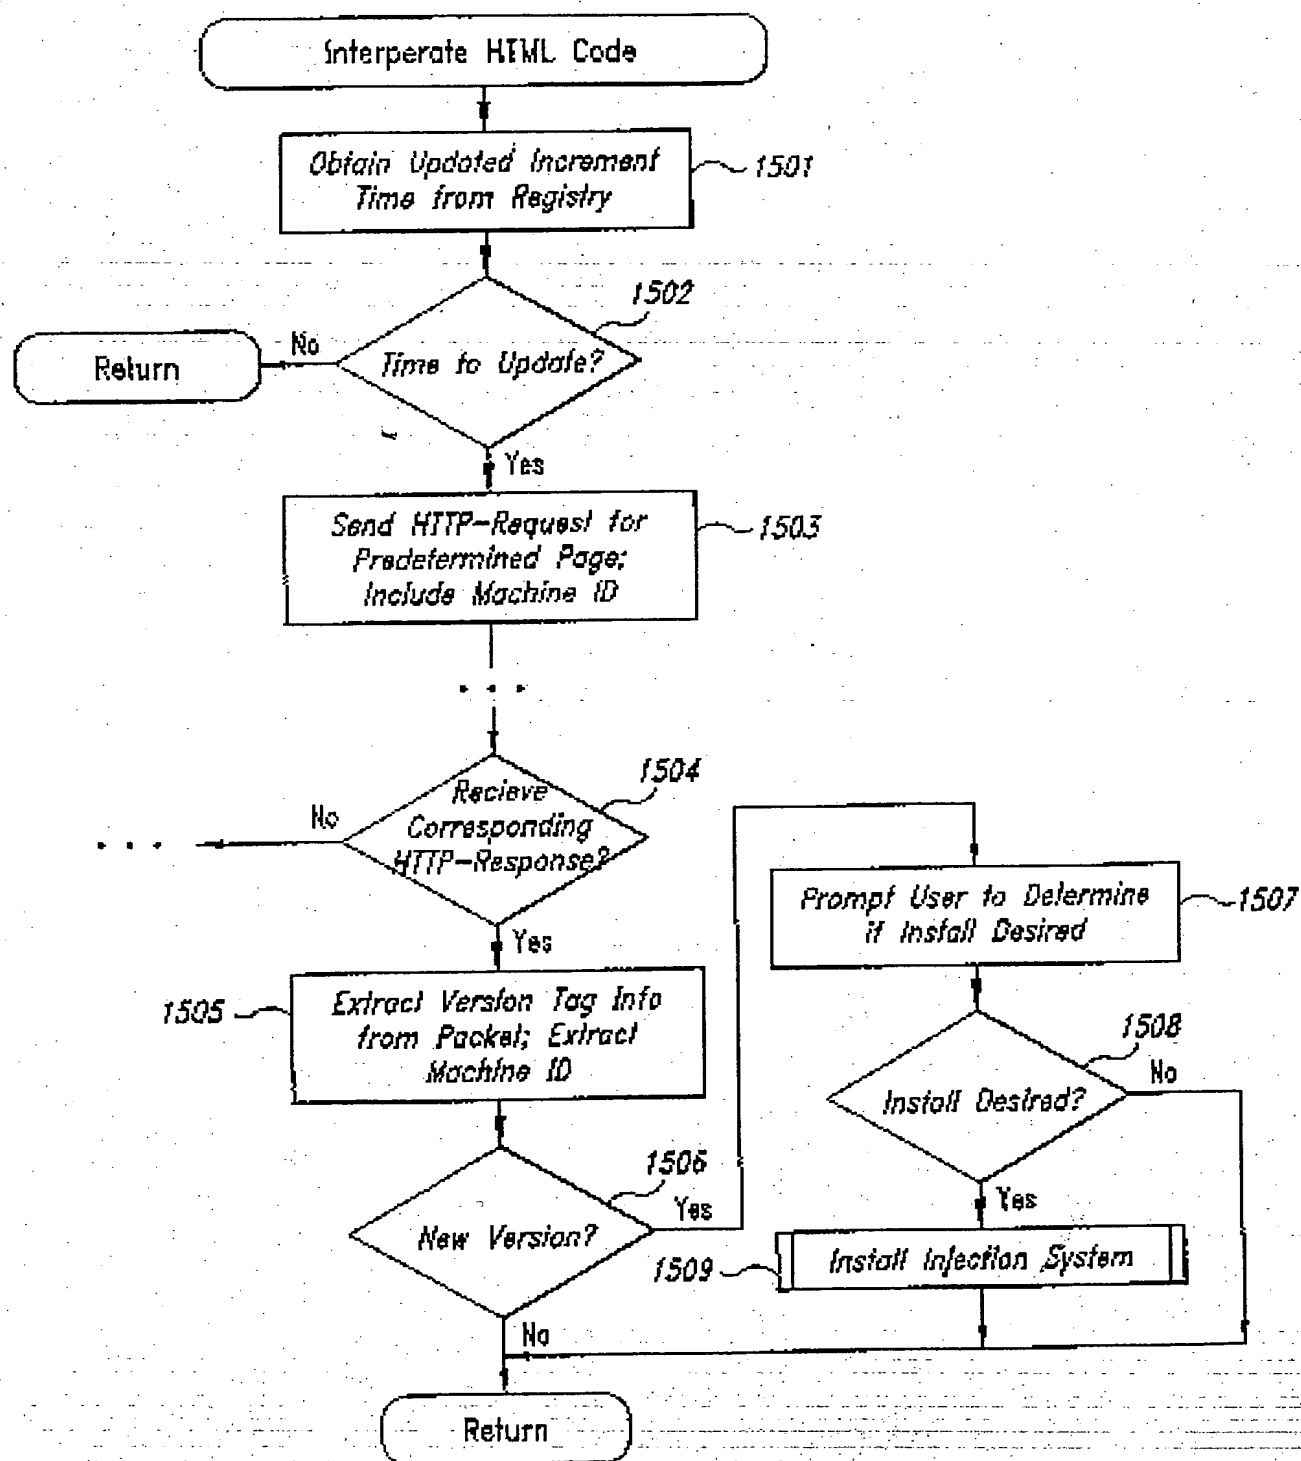 Interperate HTML Code
Obtain Updated Increment
Time from Registry
1501
1502
Time to Update?
No
Return
Yes
Send HTTP-Request for
Predetermined Page;
Include Machine ID
1503
. . .
1504
Recieve
Corresponding
HTTP-Response?
No
. . .
Yes
1505
Extract Version Tag Info
from Packet; Extract
Machine ID
1506
New Version?
Yes
No
Prompt User to Determine
if Install Desired
1507
1508
Install Desired?
No
Yes
1509
Install Injection System
Return